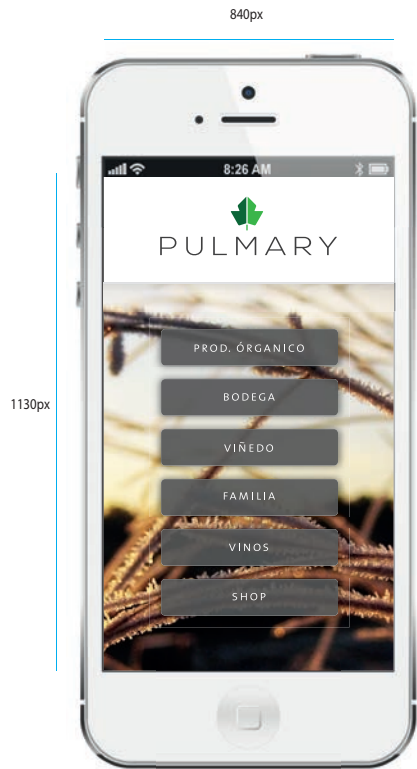 840px
8:26 AM
PULMARY
PROD. ÓRGANICO
BODEGA
1130px
VIÑEDO
FAMILIA
VINOS
SHOP